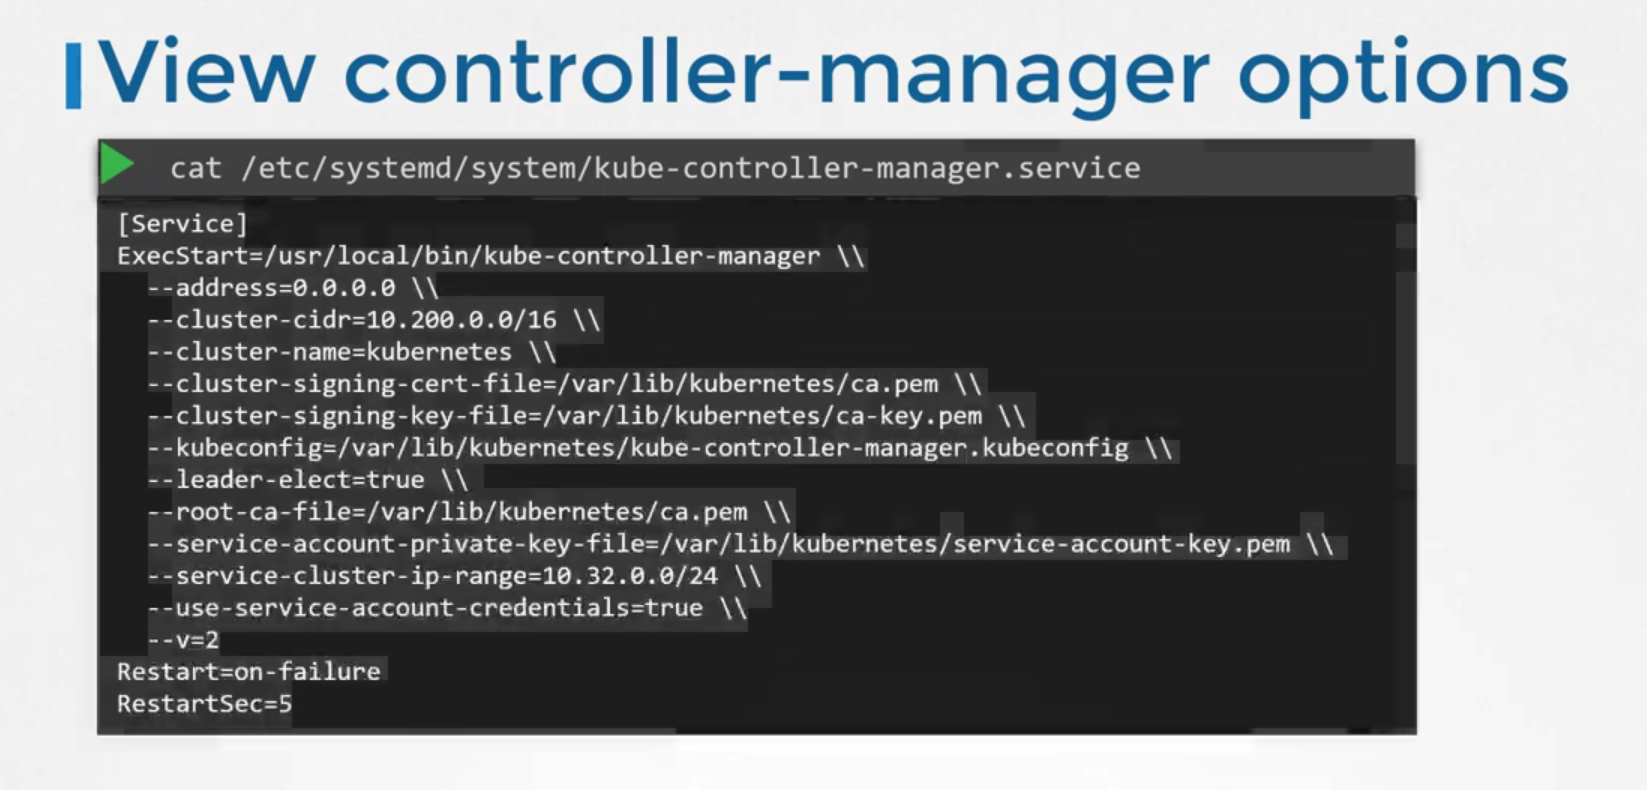 View controller-manager options
cat /etc/systemd/system/kube-controller-manager.service
[Service]
ExecStart=/usr/local/bin/kube-controller-manager \\
  --address=0.0.0.0 \\
  --cluster-cidr=10.200.0.0/16 \\
  --cluster-name=kubernetes \\
  --cluster-signing-cert-file=/var/lib/kubernetes/ca.pem \\
  --cluster-signing-key-file=/var/lib/kubernetes/ca-key.pem \\
  --kubeconfig=/var/lib/kubernetes/kube-controller-manager.kubeconfig \\
  --leader-elect=true \\
  --root-ca-file=/var/lib/kubernetes/ca.pem \\
  --service-account-private-key-file=/var/lib/kubernetes/service-account-key.pem \\
  --service-cluster-ip-range=10.32.0.0/24 \\
  --use-service-account-credentials=true \\
  --v=2
Restart=on-failure
RestartSec=5